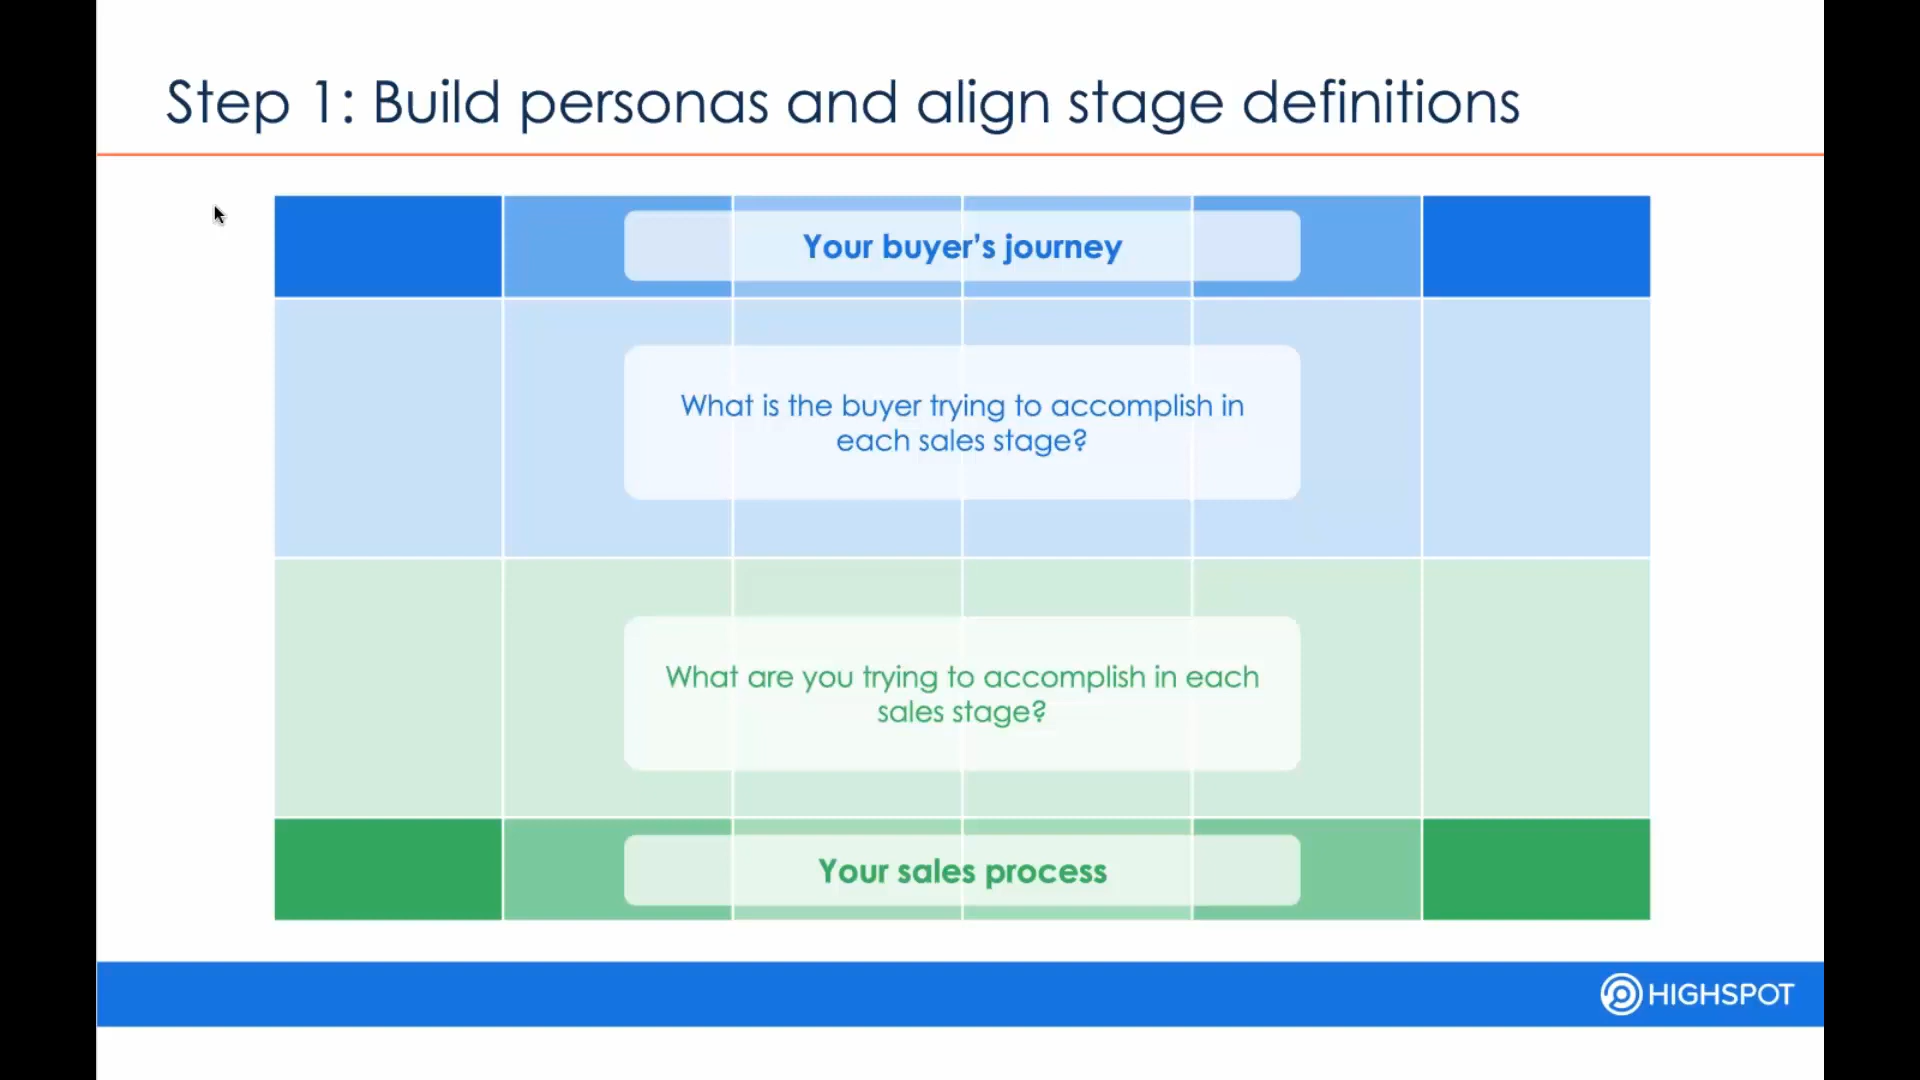 Step 1: Build personas and align stage definitions
Your buyer's journey
What is the buyer trying to accomplish in
each sales stage?
What are you trying to accomplish in each
sales stage?
Your sales process
HIGHSPOT